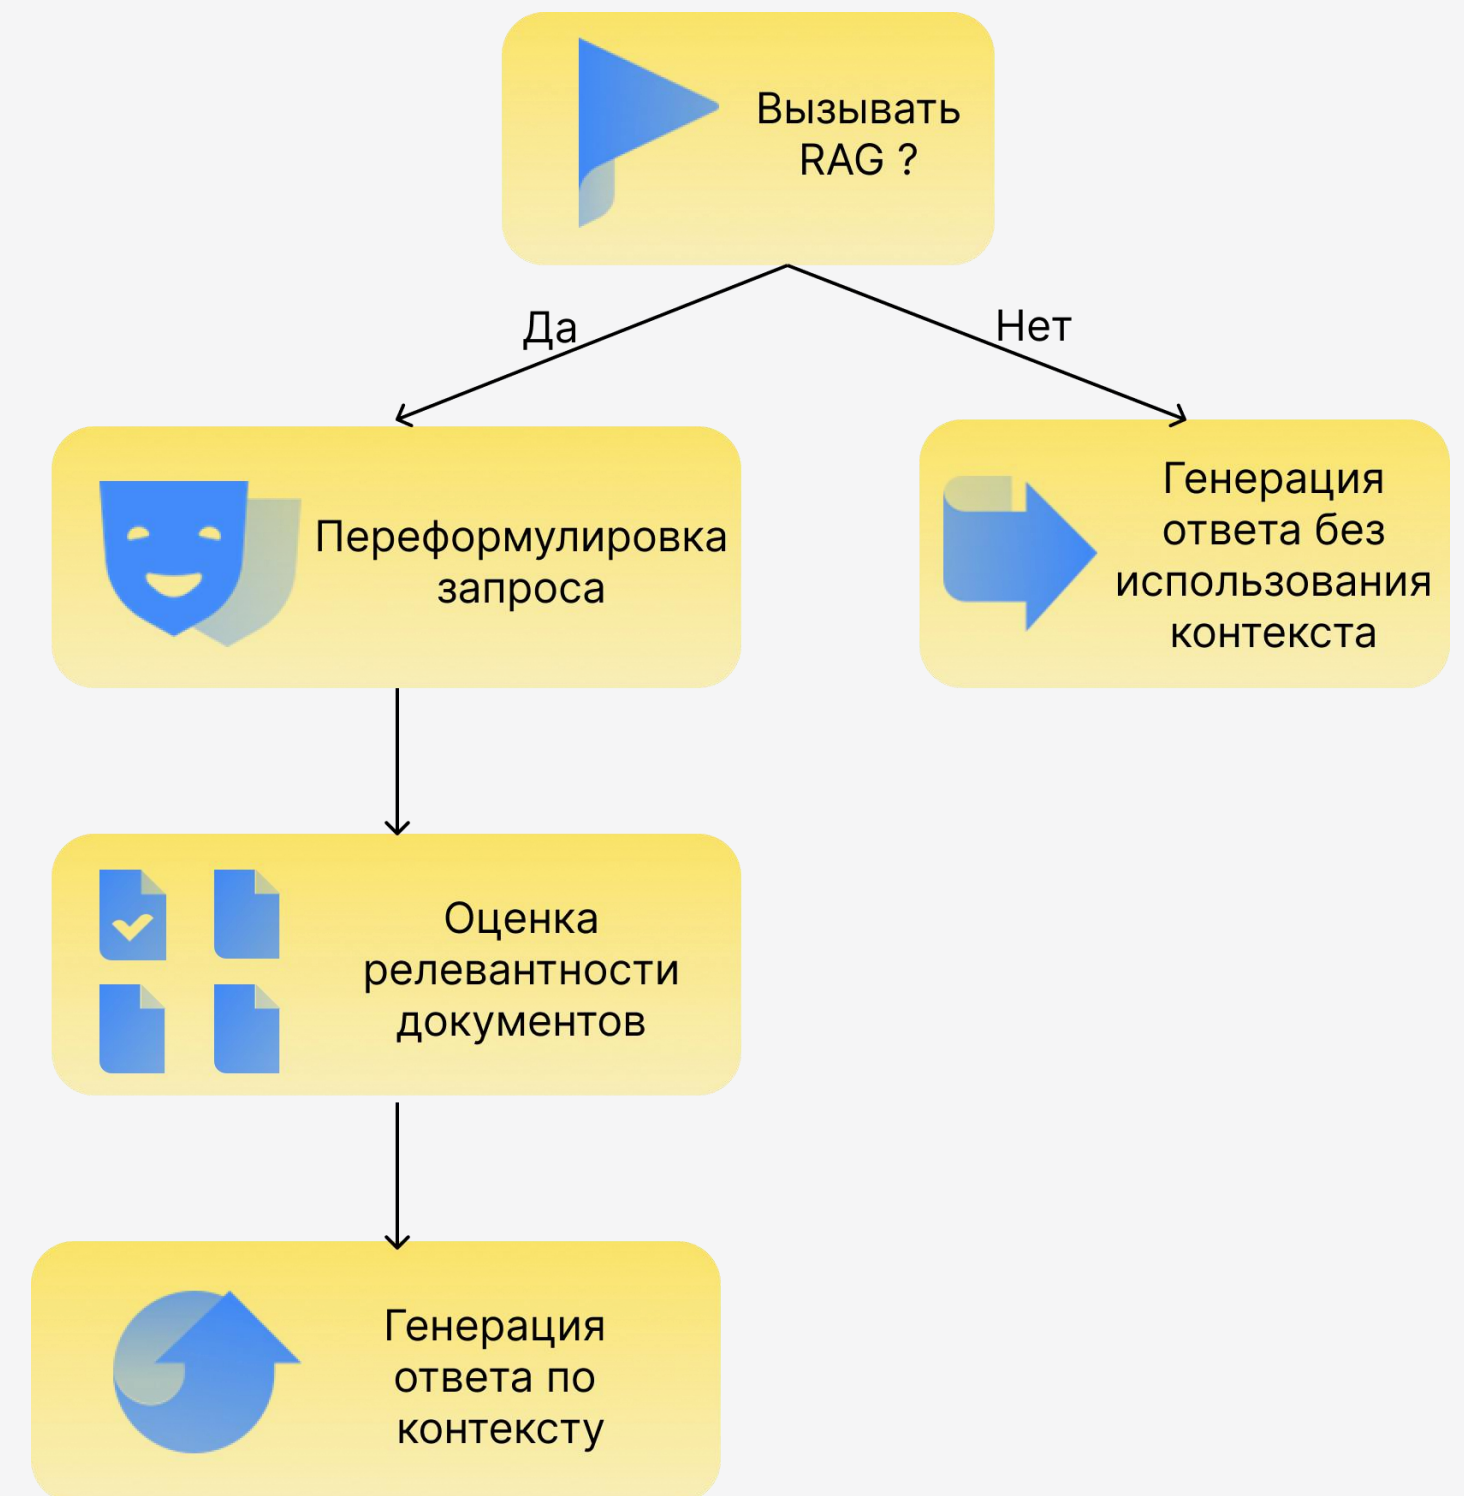 Вызывать
RAG ?
Да
Нет
Переформулировка
запроса
Генерация
ответа без
использования
контекста
Оценка
релевантности
документов
Генерация
ответа по
контексту